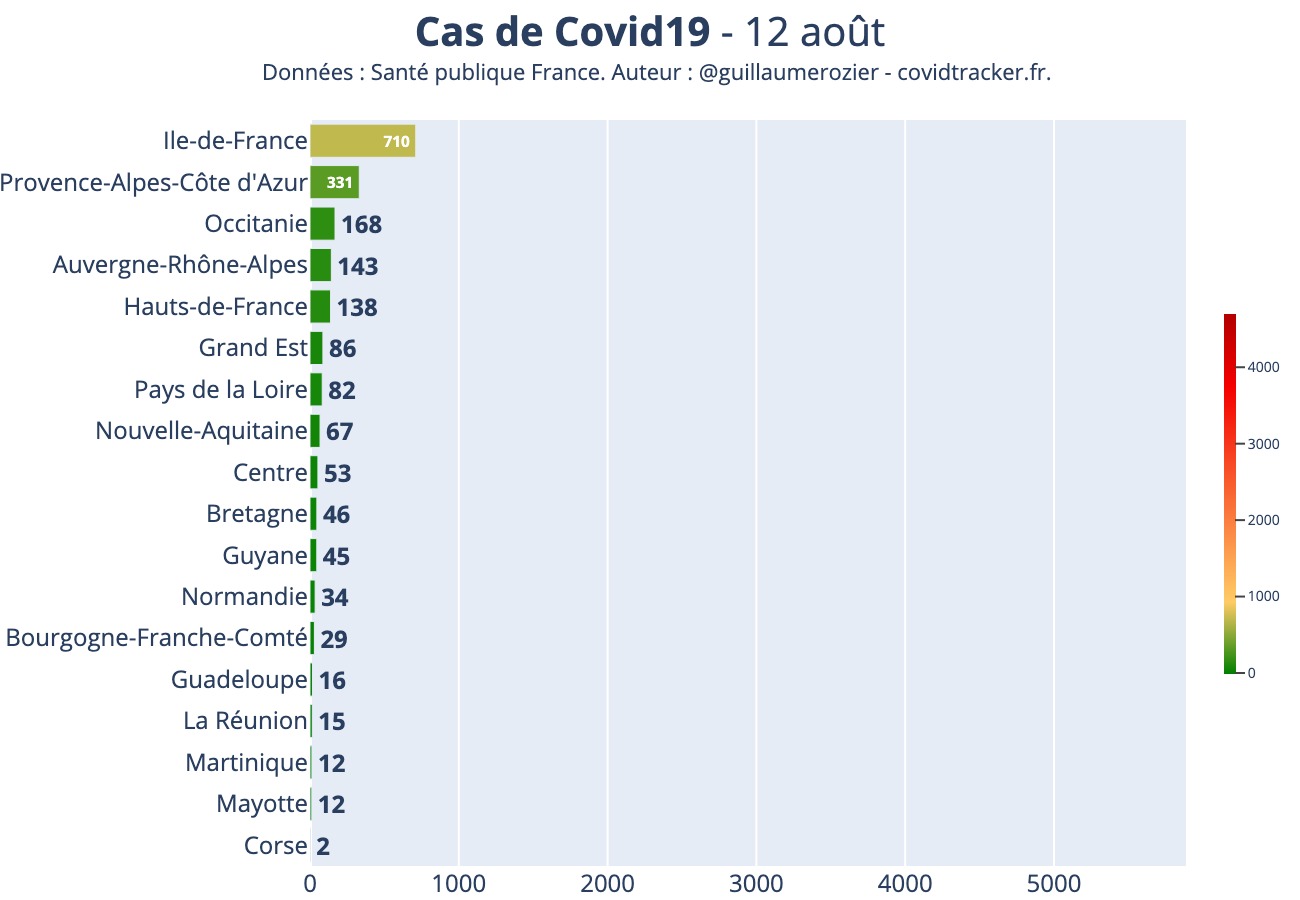 Cas de Covid19 - 12 août
Données : Santé publique France. Auteur : @guillaumerozier - covidtracker.fr.
Ile-de-France 710
Provence-Alpes-Côte d'Azur 331
Occitanie 168
Auvergne-Rhône-Alpes 143
Hauts-de-France 138
Grand Est 86
Pays de la Loire 82
Nouvelle-Aquitaine 67
Centre 53
Bretagne 46
Guyane 45
Normandie 34
Bourgogne-Franche-Comté 29
Guadeloupe 16
La Réunion 15
Martinique 12
Mayotte 12
Corse 2
0 1000 2000 3000 4000 5000
4000
3000
2000
1000
0